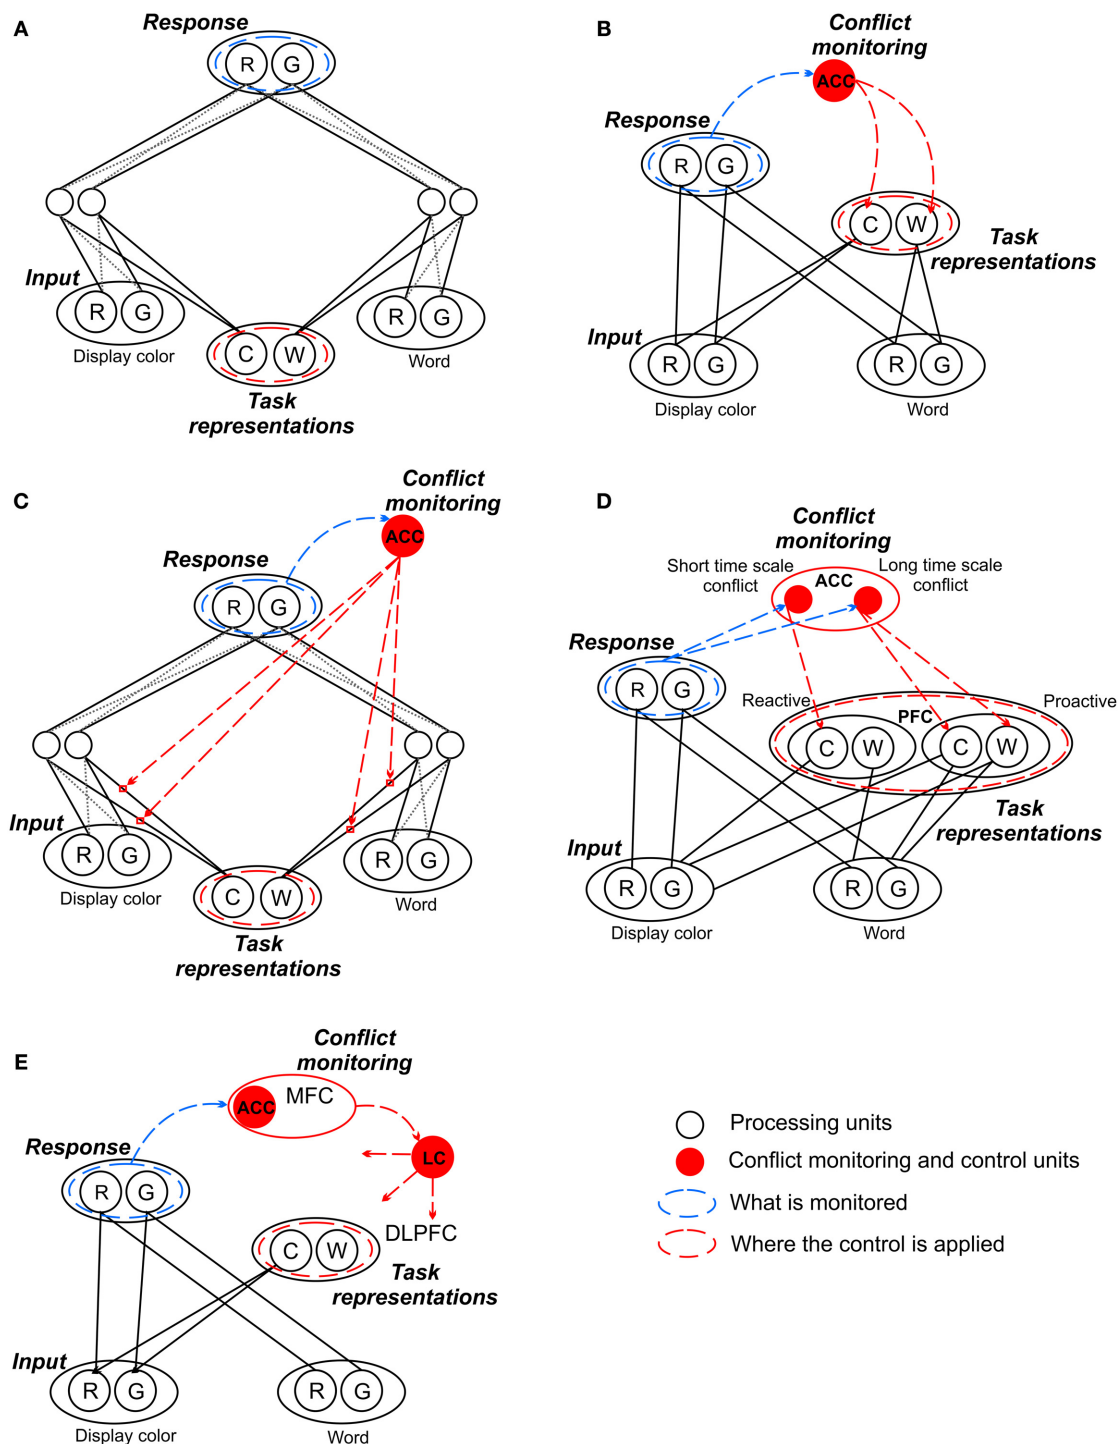 A
Response
R G
Input
R G
Display color
C W
Task
representations
R G
Word
B
Conflict
monitoring
ACC
Response
R G
C W
Task
representations
Input
R G
Display color
R G
Word
C
Conflict
monitoring
ACC
Response
R G
Input
R G
Display color
C W
Task
representations
R G
Word
D
Conflict
monitoring
Short time scale
conflict
ACC
Long time scale
conflict
Response
R G
Reactive
PFC
Proactive
C W
C W
Task
representations
Input
R G
Display color
R G
Word
E
Conflict
monitoring
ACC MFC
Response
R G
LC
DLPFC
C W
Task
representations
Input
R G
Display color
R G
Word
Processing units
Conflict monitoring and control units
What is monitored
Where the control is applied